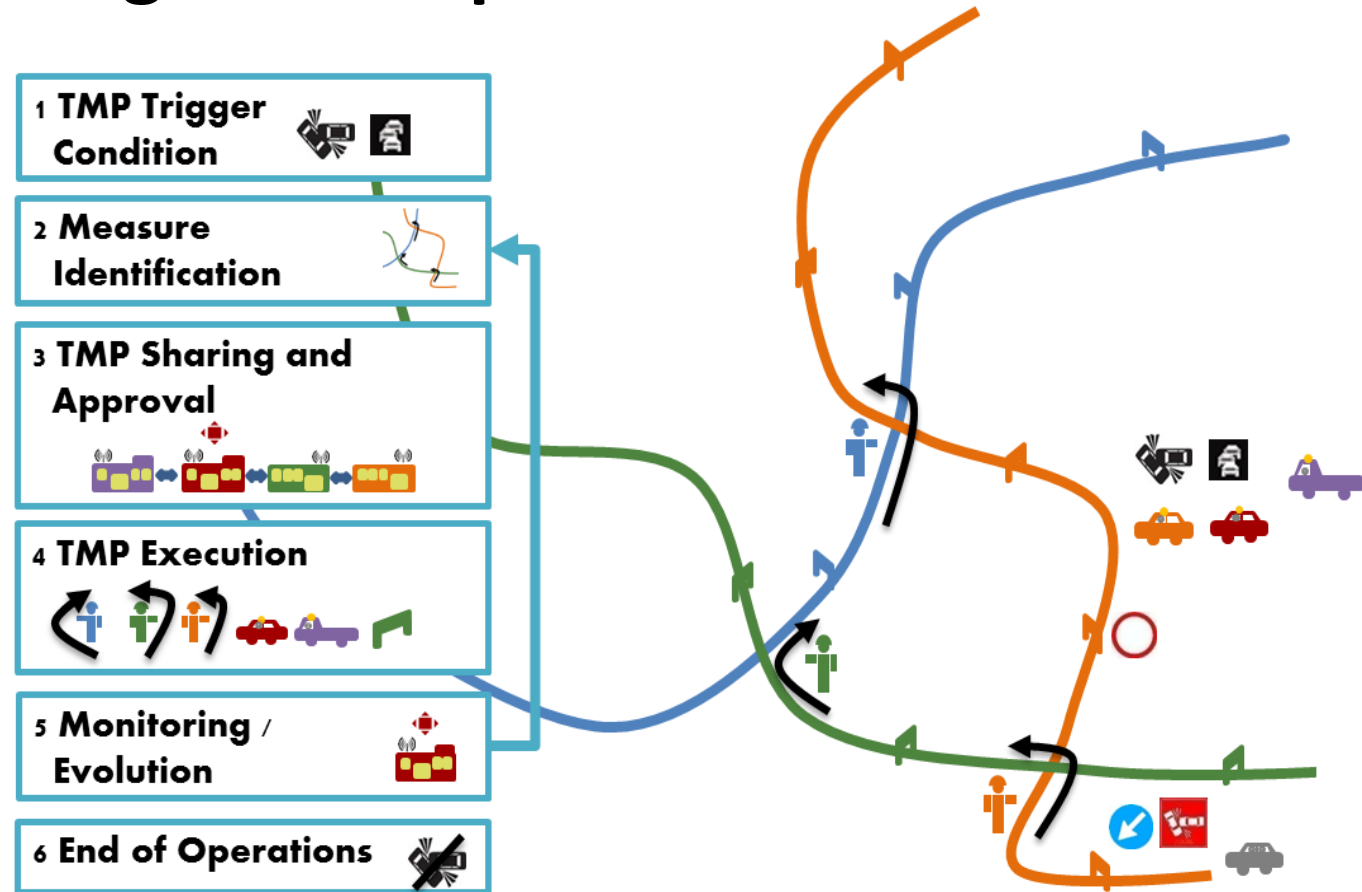 1 TMP Trigger
Condition
2 Measure
Identification
3 TMP Sharing and
Approval
4 TMP Execution
5 Monitoring /
Evolution
6 End of Operations